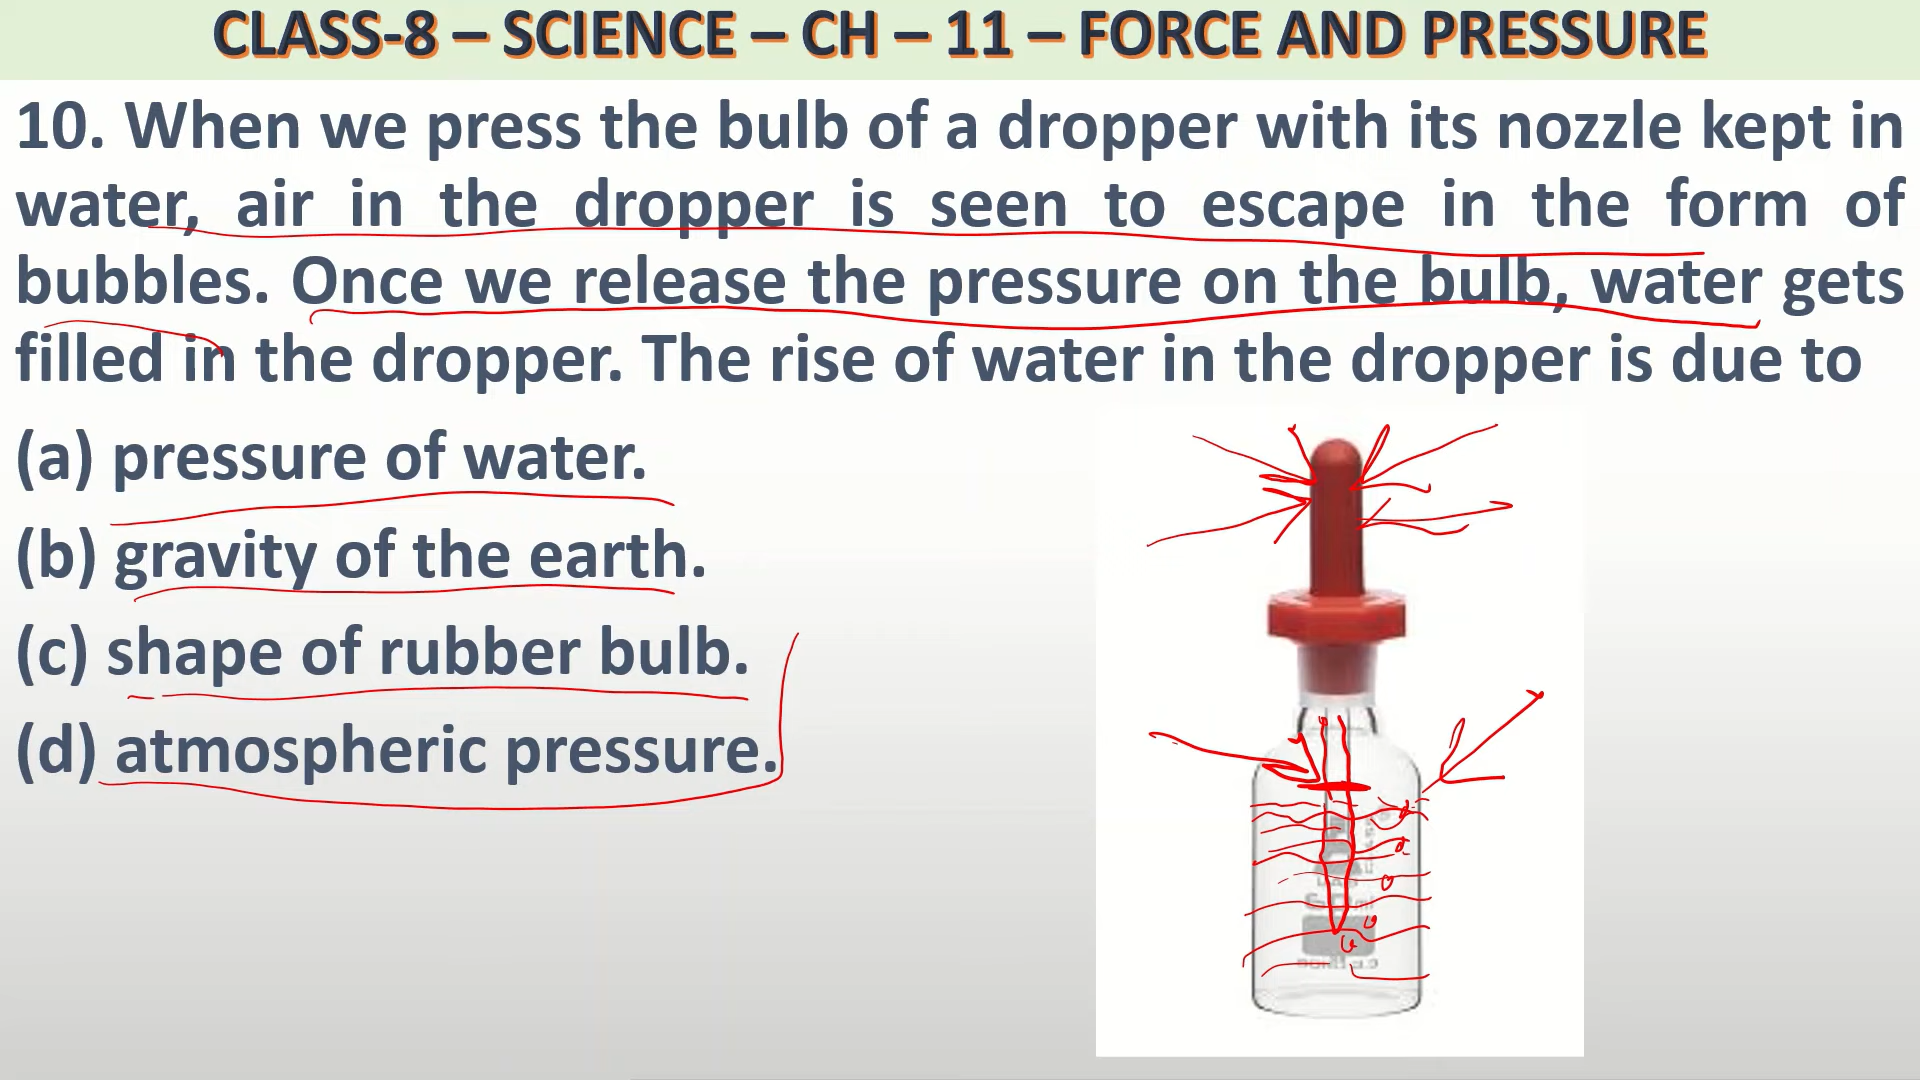 CLASS-8 – SCIENCE – CH – 11 – FORCE AND PRESSURE
10. When we press the bulb of a dropper with its nozzle kept in
water, air in the dropper is seen to escape in the form of
bubbles. Once we release the pressure on the bulb, water gets
filled in the dropper. The rise of water in the dropper is due to
(a) pressure of water.
(b) gravity of the earth.
(c) shape of rubber bulb.
(d) atmospheric pressure.